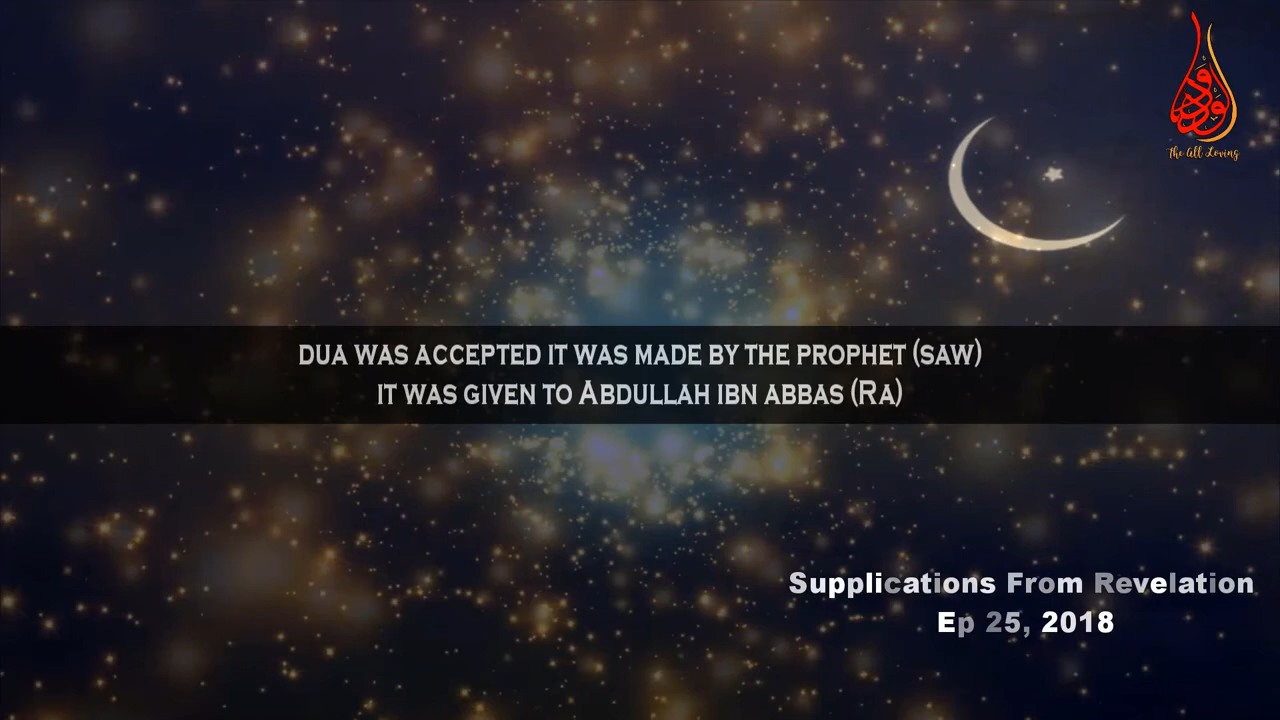 الودود
The All Loving
DUA WAS ACCEPTED IT WAS MADE BY THE PROPHET (SAW)
IT WAS GIVEN TO ABDULLAH IBN ABBAS (RA)
Supplications From Revelation
Ep 25, 2018